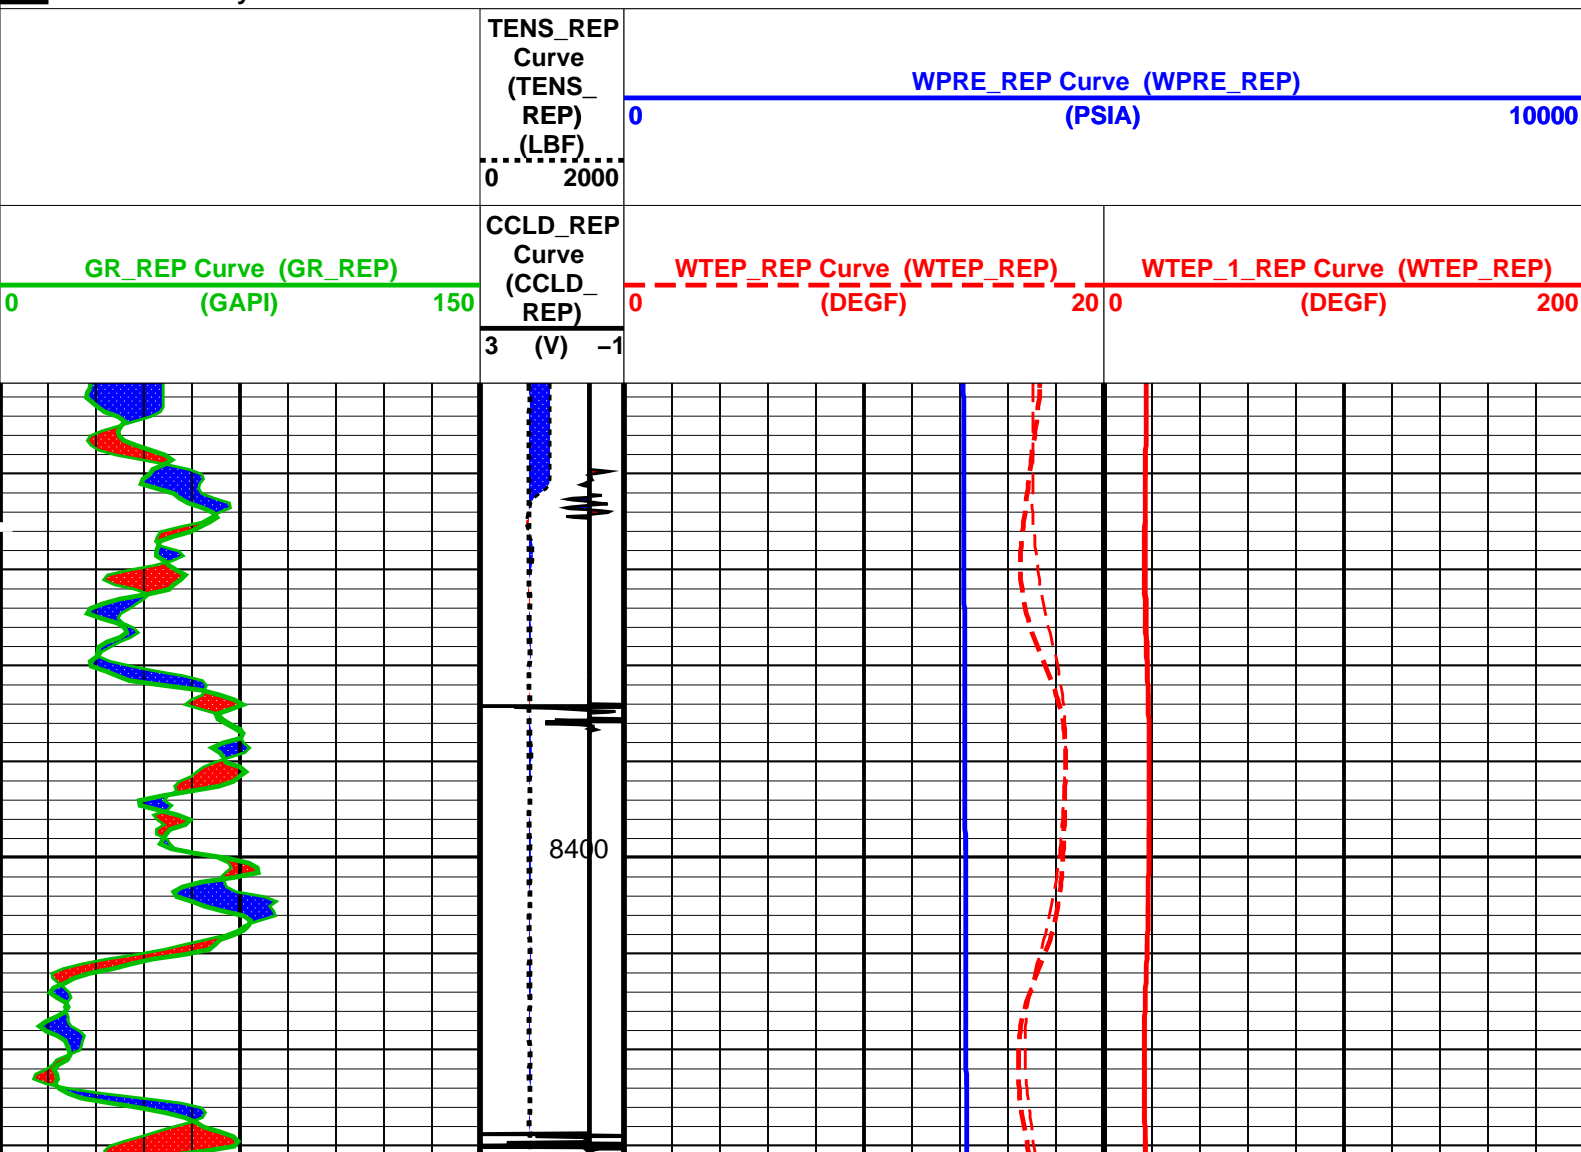 TENS_REP
Curve
(TENS_
REP)
(LBF)
0 2000
WPRE_REP Curve (WPRE_REP)
0 (PSIA) 10000
GR_REP Curve (GR_REP)
0 (GAPI) 150
CCLD_REP
Curve
(CCLD_
REP)
3 (V) −1
WTEP_REP Curve (WTEP_REP)
0 (DEGF) 20
WTEP_1_REP Curve (WTEP_REP)
0 (DEGF) 200
8400